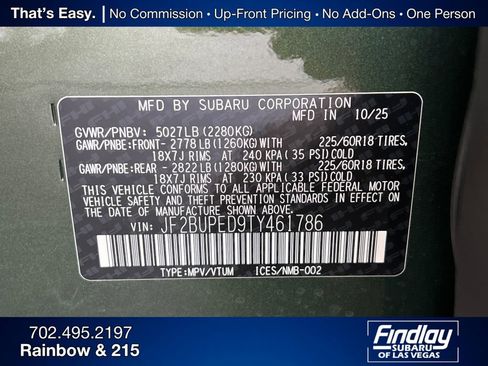 That's Easy. | No Commission • Up-Front Pricing • No Add-Ons • One Person
MFD BY SUBARU CORPORATION
MFD IN 10/25
GVWR/PNBV: 5027LB (2280KG)
GAWR/PNBE:FRONT- 2778LB(1260KG)WITH 225/60R18 TIRES,
18X7J RIMS AT 240 KPA (35 PSI)COLD
GAWR/PNBE:REAR - 2822LB(1280KG)WITH 225/60R18 TIRES,
18X7J RIMS AT 230 KPA (33 PSI)COLD
THIS VEHICLE CONFORMS TO ALL APPLICABLE FEDERAL MOTOR
VEHICLE SAFETY AND THEFT PREVENTION STANDARDS IN EFFECT
ON THE DATE OF MANUFACTURE SHOWN ABOVE.
VIN: JF2BUPED9TY461786
TYPE:MPV/VTUM ICES/NMB-002
702.495.2197
Rainbow & 215
Findlay
SUBARU
OF LAS VEGAS